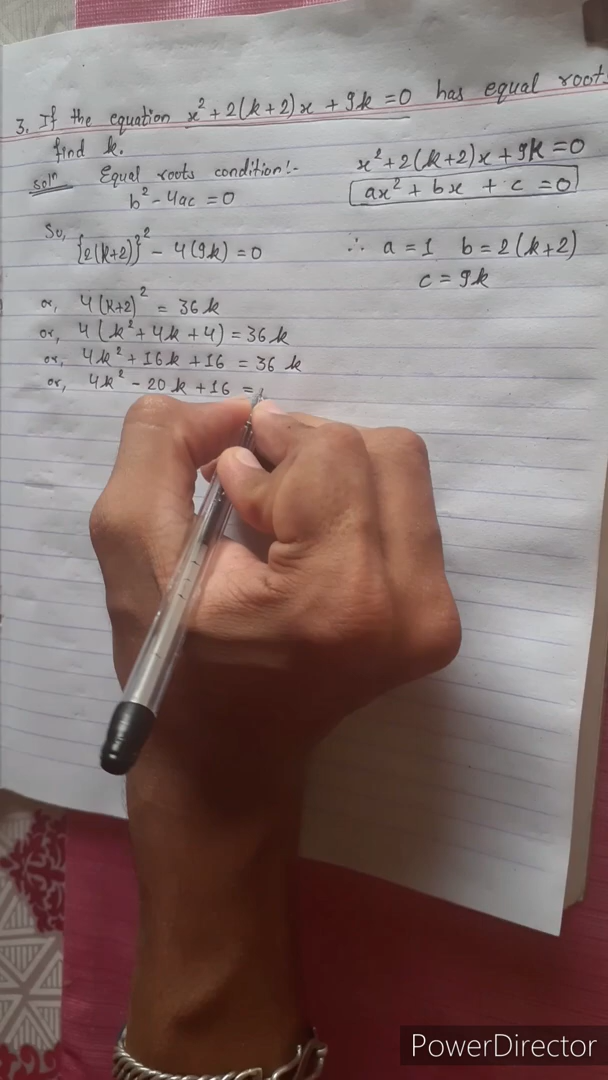 3. If the equation x² + 2(k+2)x + 9k = 0 has equal roots
find k.
soln Equal roots condition:-
b² - 4ac = 0
x² + 2(k+2)x + 9k = 0
ax² + bx + c = 0
So,
{2(k+2)}² - 4(9k) = 0
∴ a = 1 b = 2(k+2)
c = 9k
or, 4(k+2)² = 36k
or, 4(k² + 4k + 4) = 36k
or, 4k² + 16k + 16 = 36k
or, 4k² - 20k + 16 =
PowerDirector